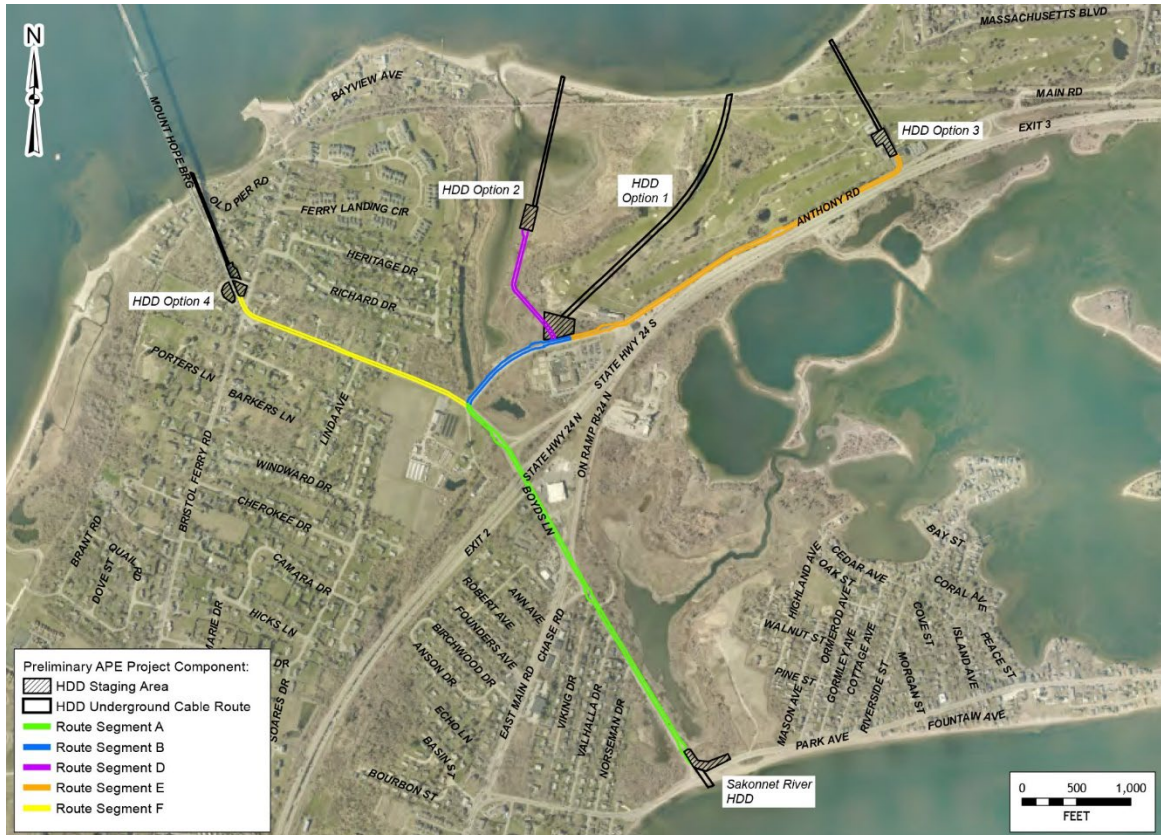 MASSACHUSETTS BLVD
N
BAYVIEW AVE
MAIN RD
EXIT 3
HDD Option 3
MOUNT HOPE BRG
OLD PIER RD
HDD Option 2
HDD
Option 1
FERRY LANDING CIR
ANTHONY RD
HERITAGE DR
RICHARD DR
HDD Option 4
STATE HWY 24 S
PORTERS LN
BARKERS LN
LINDA AVE
STATE HWY 24 N
ON RAMP RI-24 N
BRISTOL FERRY RD
WINDWARD DR
BOYDS LN
CHEROKEE DR
EXIT 2
BRANT RD
QUAIL
DOVE ST
CAMARA DR
BAY ST
CEDAR AVE
OAK ST
HIGHLAND AVE
CORAL AVE
ROBERT AVE
ANN AVE
FOUNDERS AVE
BIRCHWOOD DR
ANSON DR
CHASE RD
HICKS LN
MARIE DR
WALNUT ST
ORMEROD AVE
GORMLEY AVE
COTTAGE AVE
COVE ST
ISLAND AVE
PEACE ST
PINE ST
RIVERSIDE ST
MORGAN ST
MASON AVE
DR
SOARES DR
ECHO LN
BASIN ST
EAST MAIN RD
VIKING DR
VALHALLA DR
NORSEMAN DR
FOUNTAIN AVE
PARK AVE
BOURBON ST
Sakonnet River
HDD
Preliminary APE Project Component:
HDD Staging Area
HDD Underground Cable Route
Route Segment A
Route Segment B
Route Segment D
Route Segment E
Route Segment F
0 500 1,000
FEET